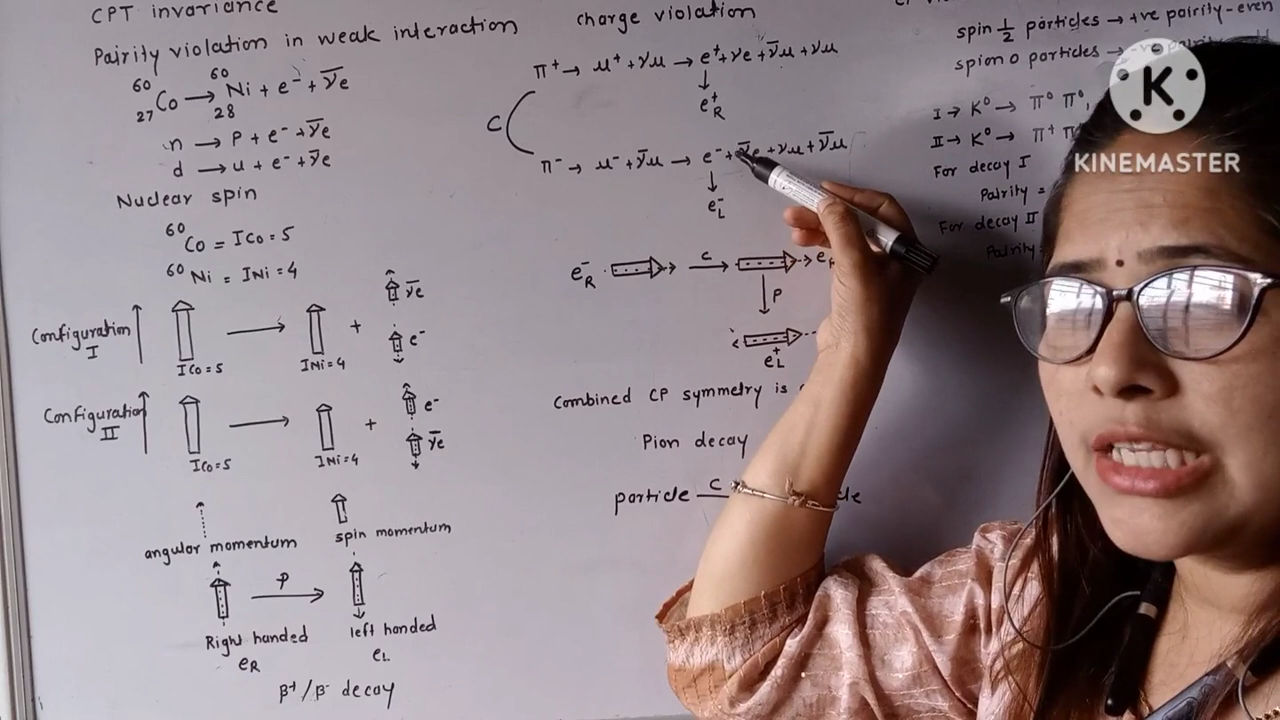 CPT invariance
Pairity violation in weak interaction
60 27 Co → 60 28 Ni + e⁻ + ν̄e
n → P + e⁻ + ν̄e
d → u + e⁻ + ν̄e
Nuclear spin
⁶⁰Co = ICo = 5
⁶⁰Ni = INi = 4
Configuration I
ICo = 5
→
INi = 4
+
ν̄e
e⁻
Configuration II
ICo = 5
→
INi = 4
+
e⁻
ν̄e
angular momentum
spin momentum
P
Right handed
eR
left handed
eL
β⁺/β⁻ decay
charge violation
π⁺ → μ⁺ + νμ → e⁺ + νe + ν̄μ + νμ
↓
e⁺R
C
π⁻ → μ⁻ + ν̄μ → e⁻ + ν̄e + νμ + ν̄μ
↓
e⁻L
e⁻R
C
P
e⁺L
Combined CP symmetry is
Pion decay
particle C
spin ½ particles → +ve pairity - even
spin 0 particles →
I → K⁰ → π⁰ π⁰,
II → K⁰ → π⁺
For decay I
Pairity =
For decay II
Pairity
K
KINEMASTER